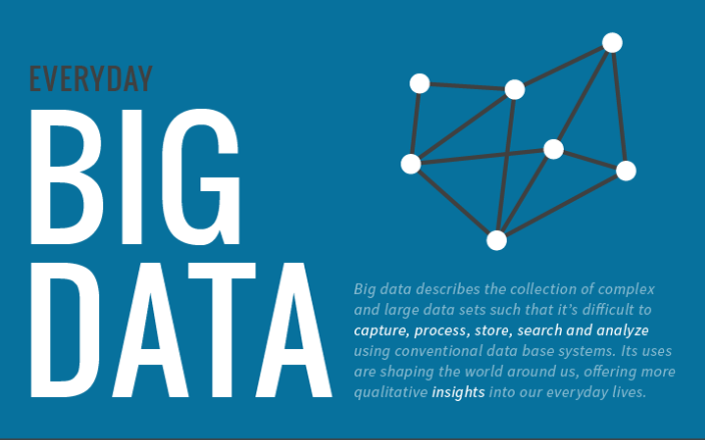 EVERYDAY
BIG
DATA
Big data describes the collection of complex
and large data sets such that it's difficult to
capture, process, store, search and analyze
using conventional data base systems. Its uses
are shaping the world around us, offering more
qualitative insights into our everyday lives.